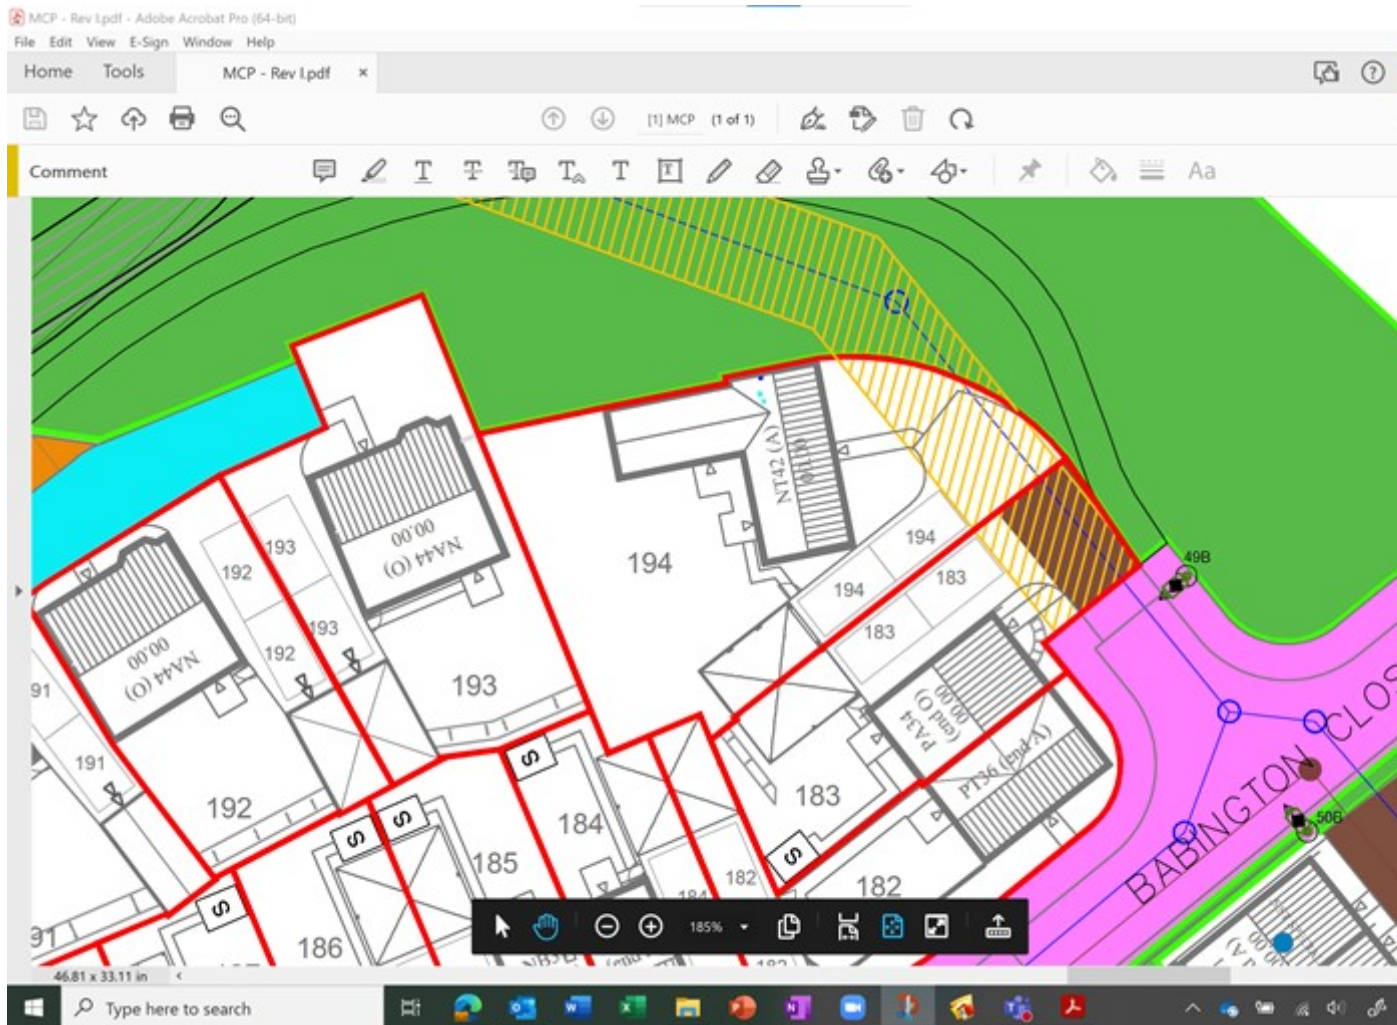 MCP - Rev I.pdf - Adobe Acrobat Pro (64-bit)
File Edit View E-Sign Window Help
Home Tools MCP - Rev I.pdf ×
[1] MCP (1 of 1)
Comment
Aa
49B
NT42 (A)
00.00
NA44 (O)
194
194
183
194
183
193
192
193
192
00.00
NA44 (O)
91
193
191
192
PA34
(end O)
00.00
PT36 (end A)
183
S
184
S
S
185
S
182
182
S
186
184
91
BABINGTON CLOS
50B
185%
46.81 x 33.11 in
Type here to search